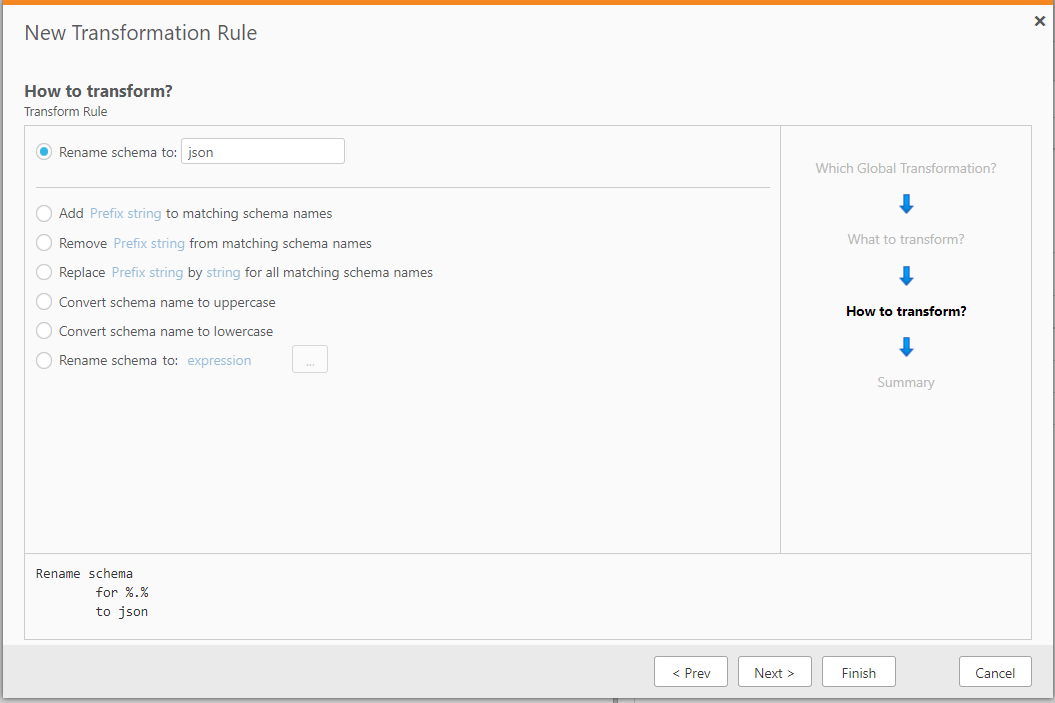 New Transformation Rule
How to transform?
Transform Rule
Rename schema to: json
Add Prefix string to matching schema names
Remove Prefix string from matching schema names
Replace Prefix string by string for all matching schema names
Convert schema name to uppercase
Convert schema name to lowercase
Rename schema to: expression ...
Which Global Transformation?
What to transform?
How to transform?
Summary
Rename schema
for %.%
to json
< Prev Next > Finish Cancel